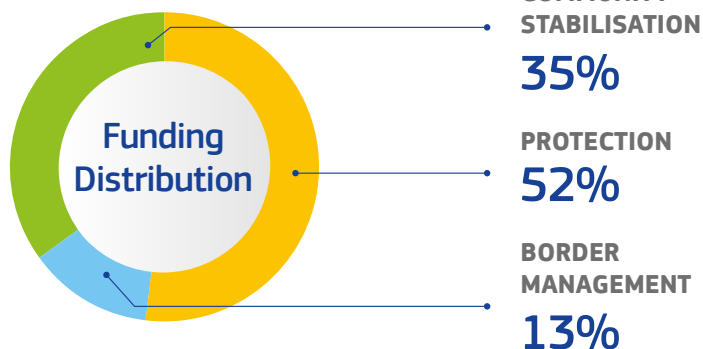 Funding
Distribution
STABILISATION
35%
PROTECTION
52%
BORDER
MANAGEMENT
13%